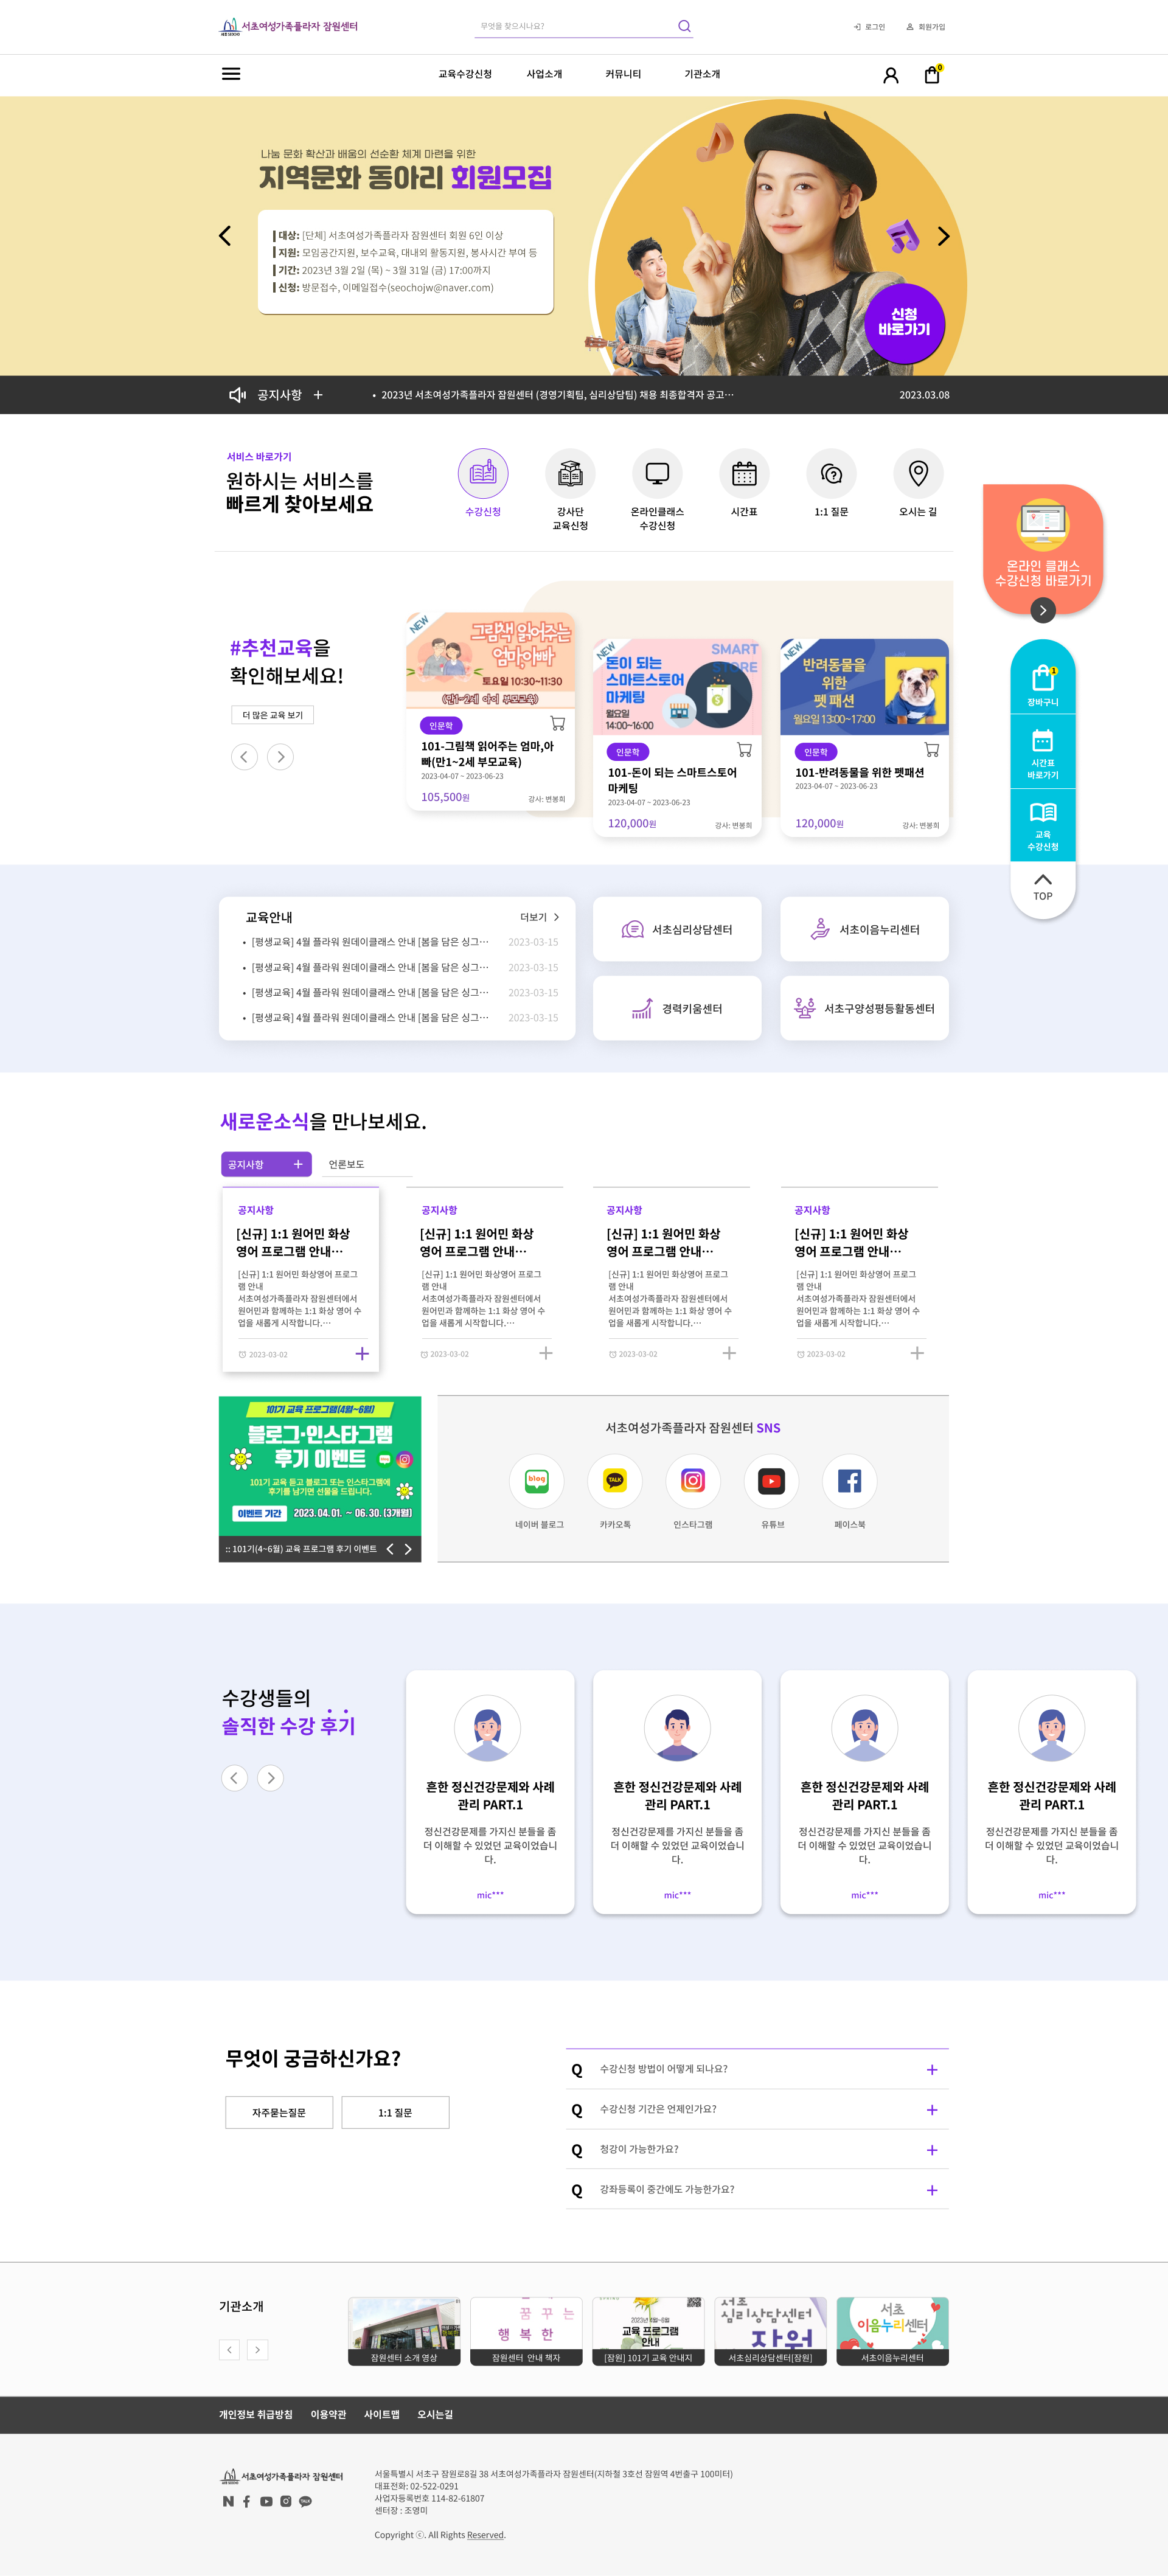 서초여성가족플라자 잠원센터
무엇을 찾으시나요?
로그인
회원가입
교육수강신청
사업소개
커뮤니티
기관소개
0
나눔 문화 확산과 배움의 선순환 체계 마련을 위한
지역문화 동아리 회원모집
대상: [단체] 서초여성가족플라자 잠원센터 회원 6인 이상
지원: 모임공간지원, 보수교육, 대내외 활동지원, 봉사시간 부여 등
기간: 2023년 3월 2일 (목) ~ 3월 31일 (금) 17:00까지
신청: 방문접수, 이메일접수(seochojw@naver.com)
신청
바로가기
공지사항
• 2023년 서초여성가족플라자 잠원센터 (경영기획팀, 심리상담팀) 채용 최종합격자 공고…
2023.03.08
서비스 바로가기
원하시는 서비스를
빠르게 찾아보세요
수강신청
강사단
교육신청
온라인클래스
수강신청
시간표
1:1 질문
오시는 길
온라인 클래스
수강신청 바로가기
#추천교육을
확인해보세요!
더 많은 교육 보기
NEW
그림책 읽어주는
엄마,아빠
토요일 10:30~11:30
(만1~2세 아이 부모교육)
인문학
101-그림책 읽어주는 엄마,아
빠(만1~2세 부모교육)
2023-04-07 ~ 2023-06-23
105,500원
강사: 변봉희
NEW
SMART
STORE
돈이 되는
스마트스토어
마케팅
월요일
14:00~16:00
인문학
101-돈이 되는 스마트스토어
마케팅
2023-04-07 ~ 2023-06-23
120,000원
강사: 변봉희
NEW
반려동물을
위한
펫 패션
월요일 13:00~17:00
인문학
101-반려동물을 위한 펫패션
2023-04-07 ~ 2023-06-23
120,000원
강사: 변봉희
1
장바구니
시간표
바로가기
교육
수강신청
TOP
교육안내
더보기
• [평생교육] 4월 플라워 원데이클래스 안내 [봄을 담은 싱그…
2023-03-15
• [평생교육] 4월 플라워 원데이클래스 안내 [봄을 담은 싱그…
2023-03-15
• [평생교육] 4월 플라워 원데이클래스 안내 [봄을 담은 싱그…
2023-03-15
• [평생교육] 4월 플라워 원데이클래스 안내 [봄을 담은 싱그…
2023-03-15
서초심리상담센터
서초이음누리센터
경력키움센터
서초구양성평등활동센터
새로운소식을 만나보세요.
공지사항
언론보도
공지사항
[신규] 1:1 원어민 화상
영어 프로그램 안내…
[신규] 1:1 원어민 화상영어 프로그
램 안내
서초여성가족플라자 잠원센터에서
원어민과 함께하는 1:1 화상 영어 수
업을 새롭게 시작합니다.…
2023-03-02
공지사항
[신규] 1:1 원어민 화상
영어 프로그램 안내…
[신규] 1:1 원어민 화상영어 프로그
램 안내
서초여성가족플라자 잠원센터에서
원어민과 함께하는 1:1 화상 영어 수
업을 새롭게 시작합니다.…
2023-03-02
공지사항
[신규] 1:1 원어민 화상
영어 프로그램 안내…
[신규] 1:1 원어민 화상영어 프로그
램 안내
서초여성가족플라자 잠원센터에서
원어민과 함께하는 1:1 화상 영어 수
업을 새롭게 시작합니다.…
2023-03-02
공지사항
[신규] 1:1 원어민 화상
영어 프로그램 안내…
[신규] 1:1 원어민 화상영어 프로그
램 안내
서초여성가족플라자 잠원센터에서
원어민과 함께하는 1:1 화상 영어 수
업을 새롭게 시작합니다.…
2023-03-02
101기 교육 프로그램(4월~6월)
블로그·인스타그램
후기 이벤트
101기 교육 듣고 블로그 또는 인스타그램에
후기를 남기면 선물을 드립니다.
이벤트 기간 2023. 04. 01. ~ 06. 30. (3개월)
:: 101기(4~6월) 교육 프로그램 후기 이벤트
서초여성가족플라자 잠원센터 SNS
blog
TALK
네이버 블로그
카카오톡
인스타그램
유튜브
페이스북
수강생들의
솔직한 수강 후기
흔한 정신건강문제와 사례
관리 PART.1
정신건강문제를 가지신 분들을 좀
더 이해할 수 있었던 교육이었습니
다.
mic***
흔한 정신건강문제와 사례
관리 PART.1
정신건강문제를 가지신 분들을 좀
더 이해할 수 있었던 교육이었습니
다.
mic***
흔한 정신건강문제와 사례
관리 PART.1
정신건강문제를 가지신 분들을 좀
더 이해할 수 있었던 교육이었습니
다.
mic***
흔한 정신건강문제와 사례
관리 PART.1
정신건강문제를 가지신 분들을 좀
더 이해할 수 있었던 교육이었습니
다.
mic***
무엇이 궁금하신가요?
자주묻는질문
1:1 질문
Q 수강신청 방법이 어떻게 되나요?
Q 수강신청 기간은 언제인가요?
Q 청강이 가능한가요?
Q 강좌등록이 중간에도 가능한가요?
기관소개
잠원센터 소개 영상
꿈 꾸 는
행 복 한
잠원센터 안내 책자
2023년 4월~6월
교육 프로그램
안내
[잠원] 101기 교육 안내지
서초
심리상담센터
잠원
서초심리상담센터[잠원]
서초
이음누리센터
서초이음누리센터
개인정보 취급방침
이용약관
사이트맵
오시는길
서초여성가족플라자 잠원센터
서울특별시 서초구 잠원로8길 38 서초여성가족플라자 잠원센터(지하철 3호선 잠원역 4번출구 100미터)
대표전화: 02-522-0291
사업자등록번호 114-82-61807
센터장 : 조영미
Copyright ⓒ. All Rights Reserved.